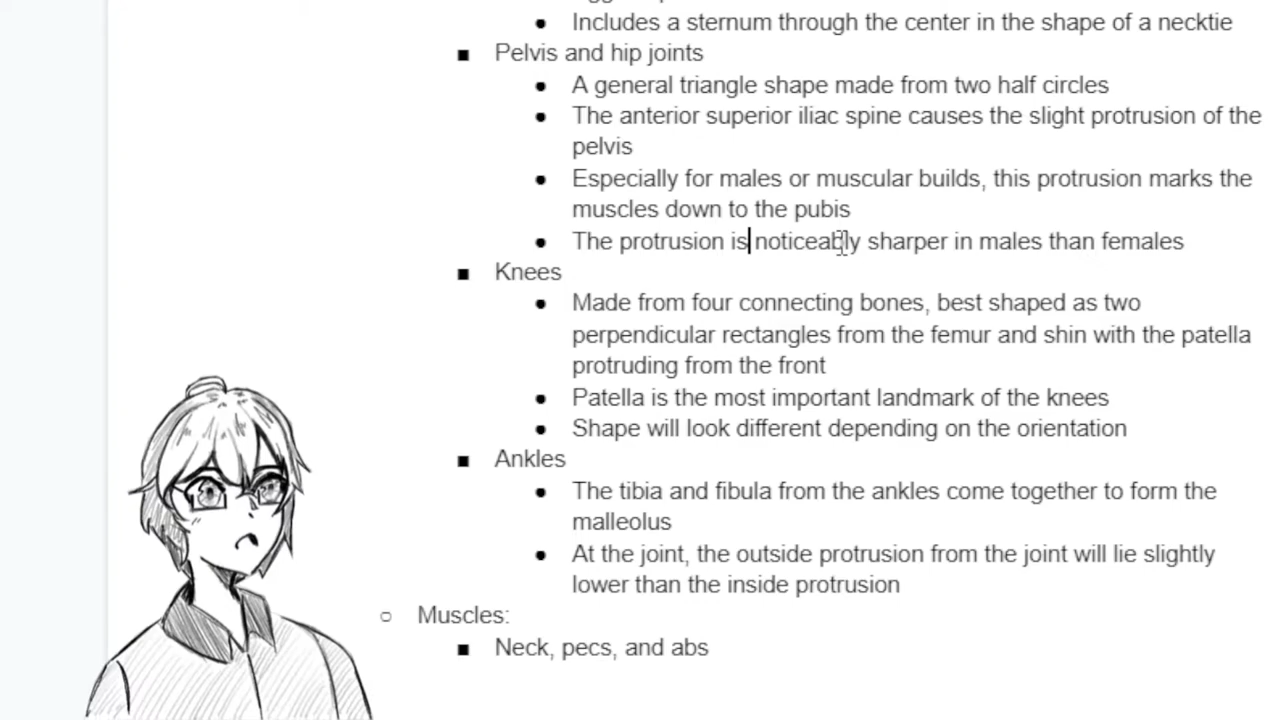 Includes a sternum through the center in the shape of a necktie
Pelvis and hip joints
A general triangle shape made from two half circles
The anterior superior iliac spine causes the slight protrusion of the
pelvis
Especially for males or muscular builds, this protrusion marks the
muscles down to the pubis
The protrusion is noticeably sharper in males than females
Knees
Made from four connecting bones, best shaped as two
perpendicular rectangles from the femur and shin with the patella
protruding from the front
Patella is the most important landmark of the knees
Shape will look different depending on the orientation
Ankles
The tibia and fibula from the ankles come together to form the
malleolus
At the joint, the outside protrusion from the joint will lie slightly
lower than the inside protrusion
Muscles:
Neck, pecs, and abs